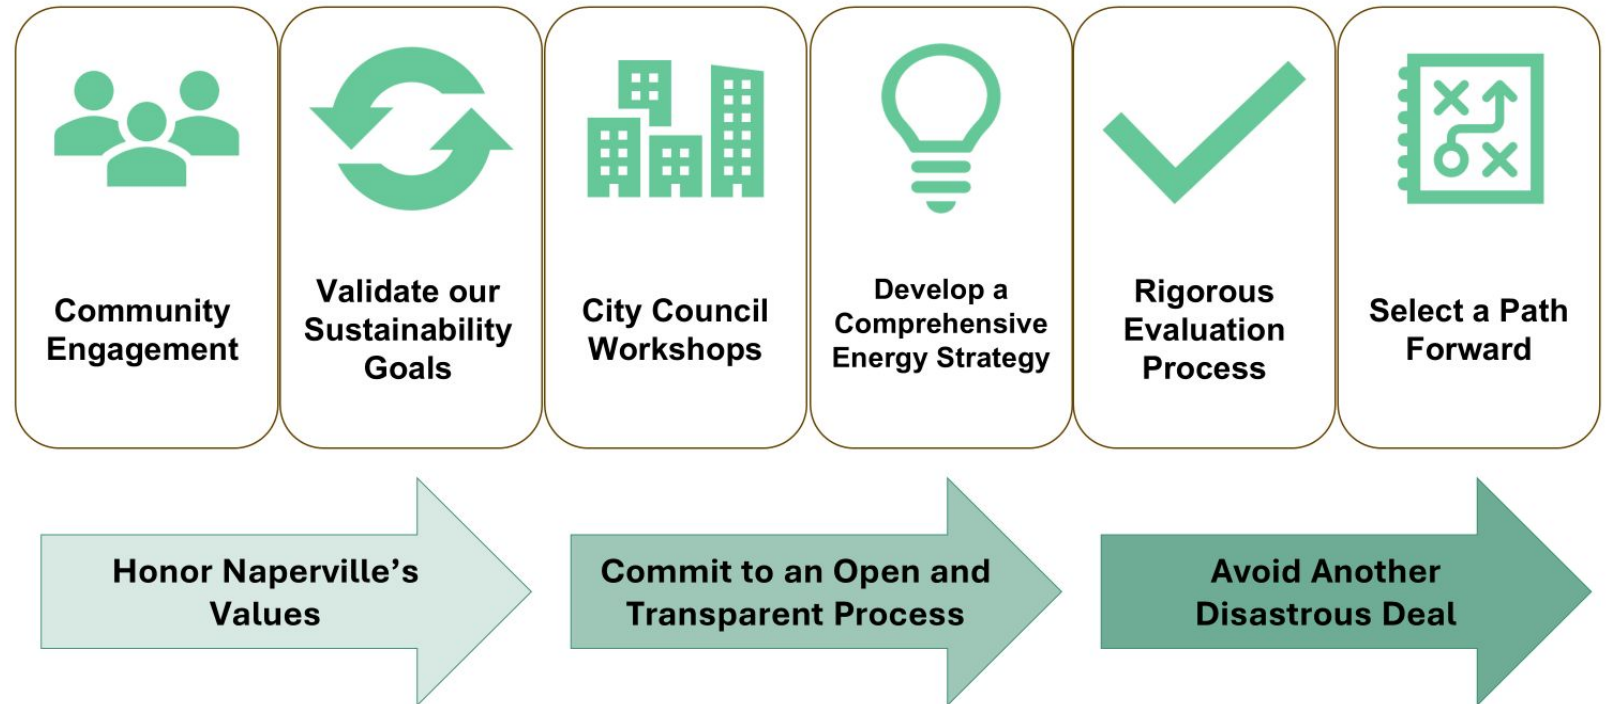 Community
Engagement
Validate our
Sustainability
Goals
City Council
Workshops
Develop a
Comprehensive
Energy Strategy
Rigorous
Evaluation
Process
Select a Path
Forward
Honor Naperville’s
Values
Commit to an Open and
Transparent Process
Avoid Another
Disastrous Deal